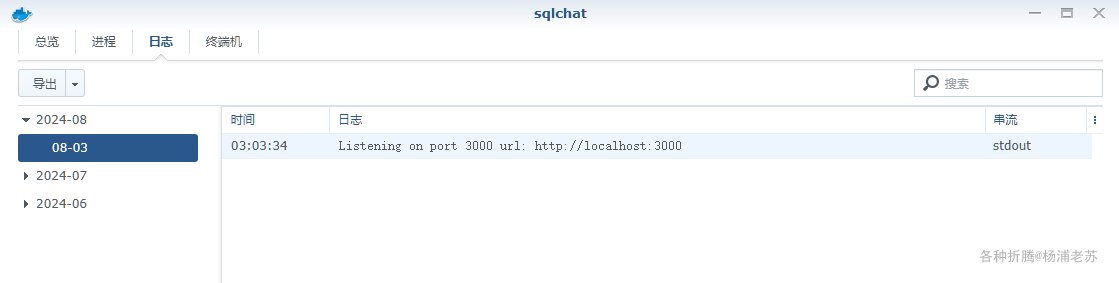 sqlchat
总览 进程 日志 终端机
导出 搜索
2024-08 时间 日志 串流
08-03 03:03:34 Listening on port 3000 url: http://localhost:3000 stdout
2024-07
2024-06
各种折腾@杨浦老苏